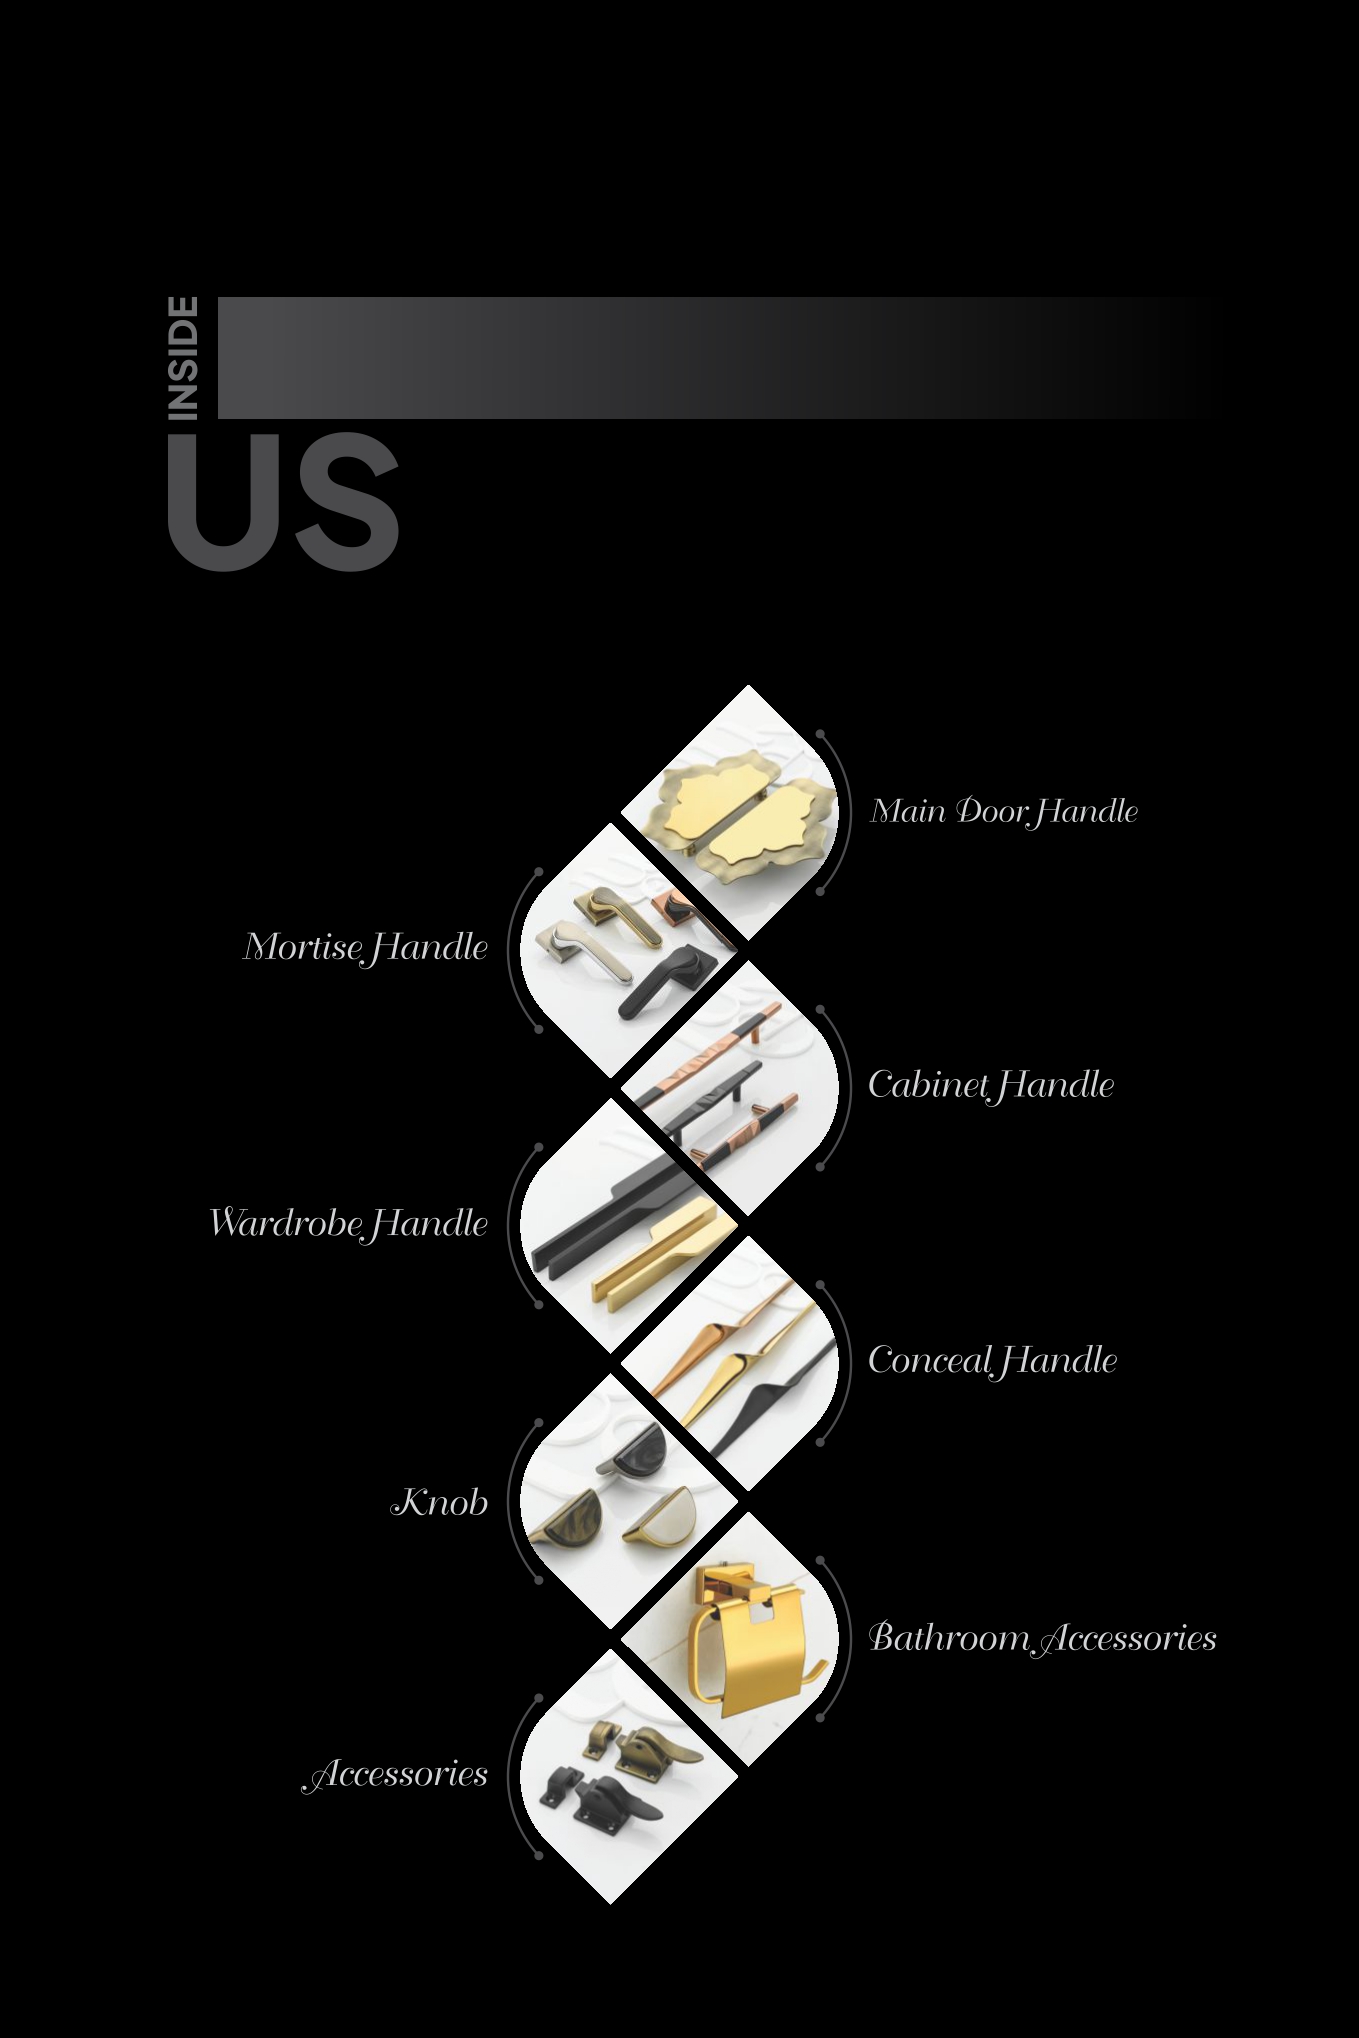 INSIDE
US
Main Door Handle
Mortise Handle
Cabinet Handle
Wardrobe Handle
Conceal Handle
Knob
Bathroom Accessories
Accessories